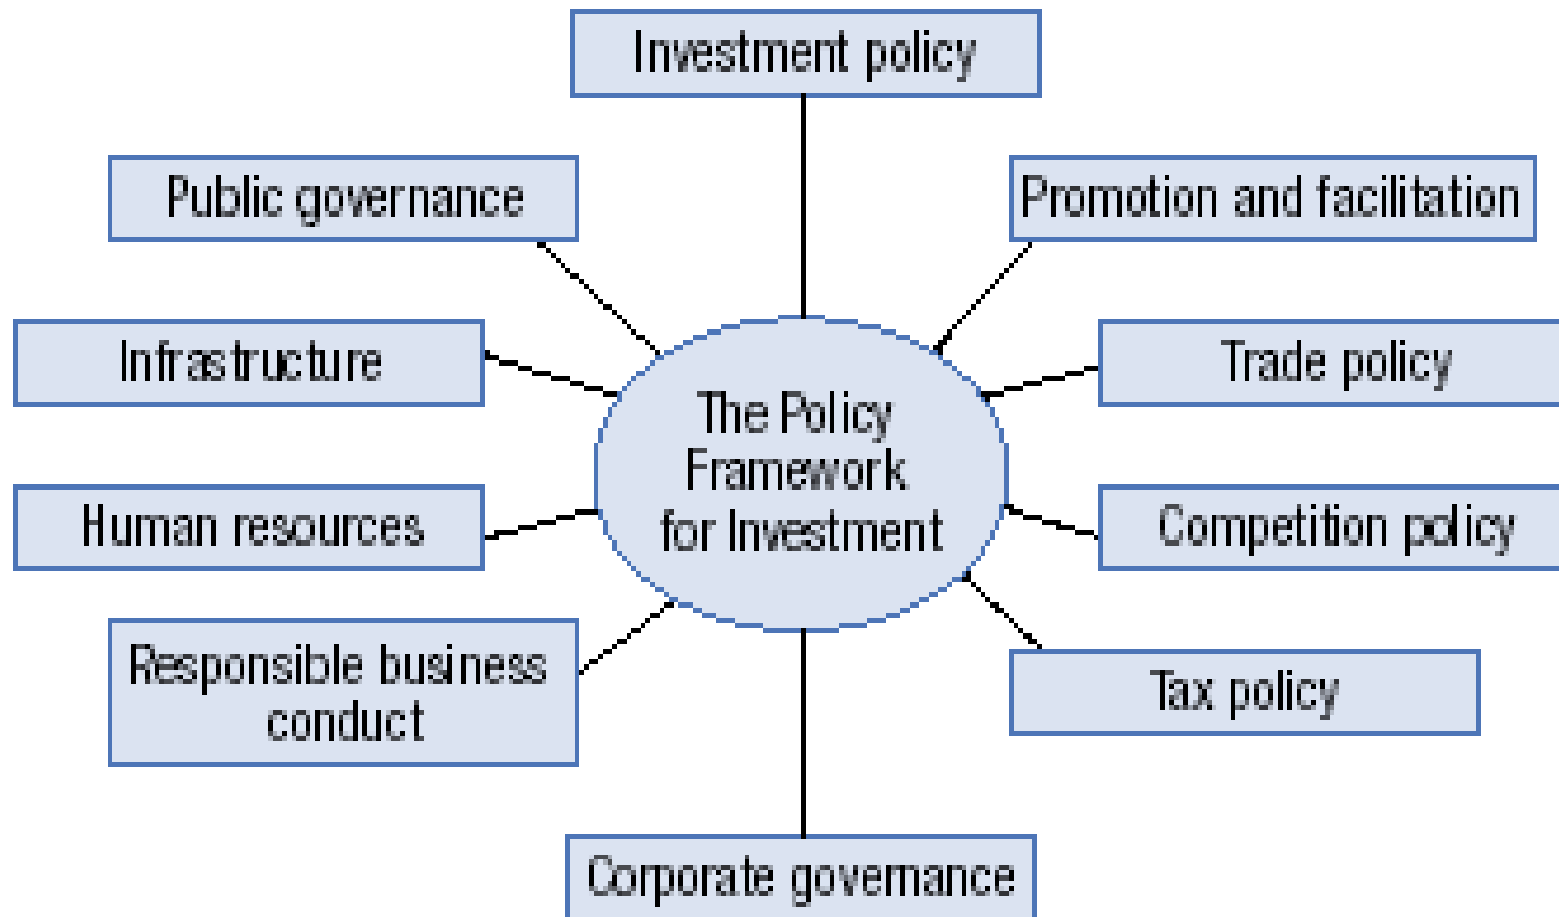 Investment policy
Public governance
Promotion and facilitation
Infrastructure
Trade policy
The Policy
Framework
for Investment
Human resources
Competition policy
Responsible business
conduct
Tax policy
Corporate governance